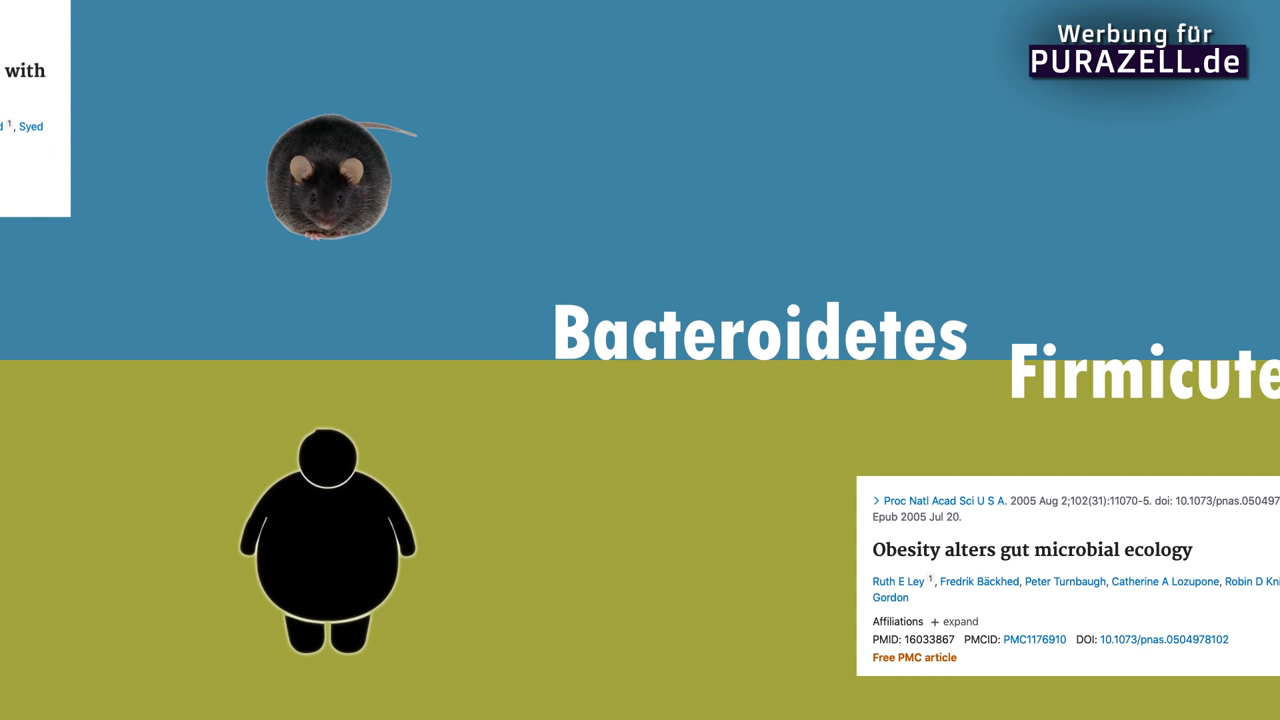 Werbung für
PURAZELL.de
with
d 1, Syed
Bacteroidetes
Firmicute
> Proc Natl Acad Sci U S A. 2005 Aug 2;102(31):11070-5. doi: 10.1073/pnas.050497
Epub 2005 Jul 20.
Obesity alters gut microbial ecology
Ruth E Ley 1, Fredrik Bäckhed, Peter Turnbaugh, Catherine A Lozupone, Robin D Kni
Gordon
Affiliations + expand
PMID: 16033867 PMCID: PMC1176910 DOI: 10.1073/pnas.0504978102
Free PMC article